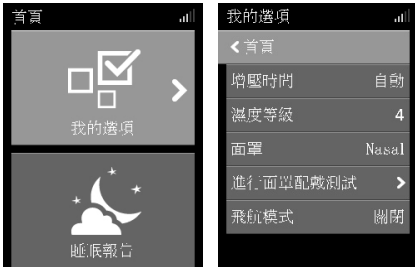 首頁
我的選項
睡眠報告
我的選項
首頁
增壓時間 自動
濕度等級 4
面罩 Nasal
進行面罩配戴測試
飛航模式 關閉